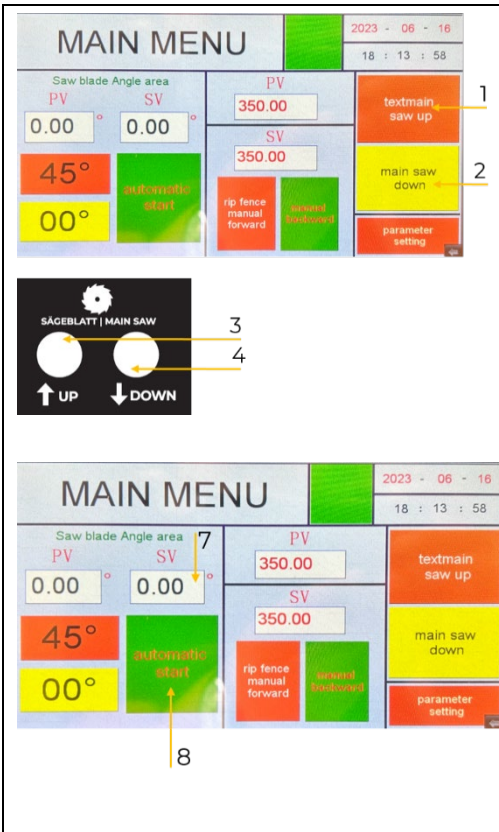 MAIN MENU
2023 - 06 - 16
18 : 13 : 58
Saw blade Angle area
PV
SV
0.00 °
0.00 °
45°
00°
automatic
start
PV
350.00
SV
350.00
rip fence
manual
forward
manual
backward
textmain
saw up
main saw
down
parameter
setting
1
2
SÄGEBLATT | MAIN SAW
UP
DOWN
3
4
MAIN MENU
2023 - 06 - 16
18 : 13 : 58
Saw blade Angle area
PV
SV
7
0.00 °
0.00 °
45°
00°
automatic
start
PV
350.00
SV
350.00
rip fence
manual
forward
manual
backward
textmain
saw up
main saw
down
parameter
setting
8